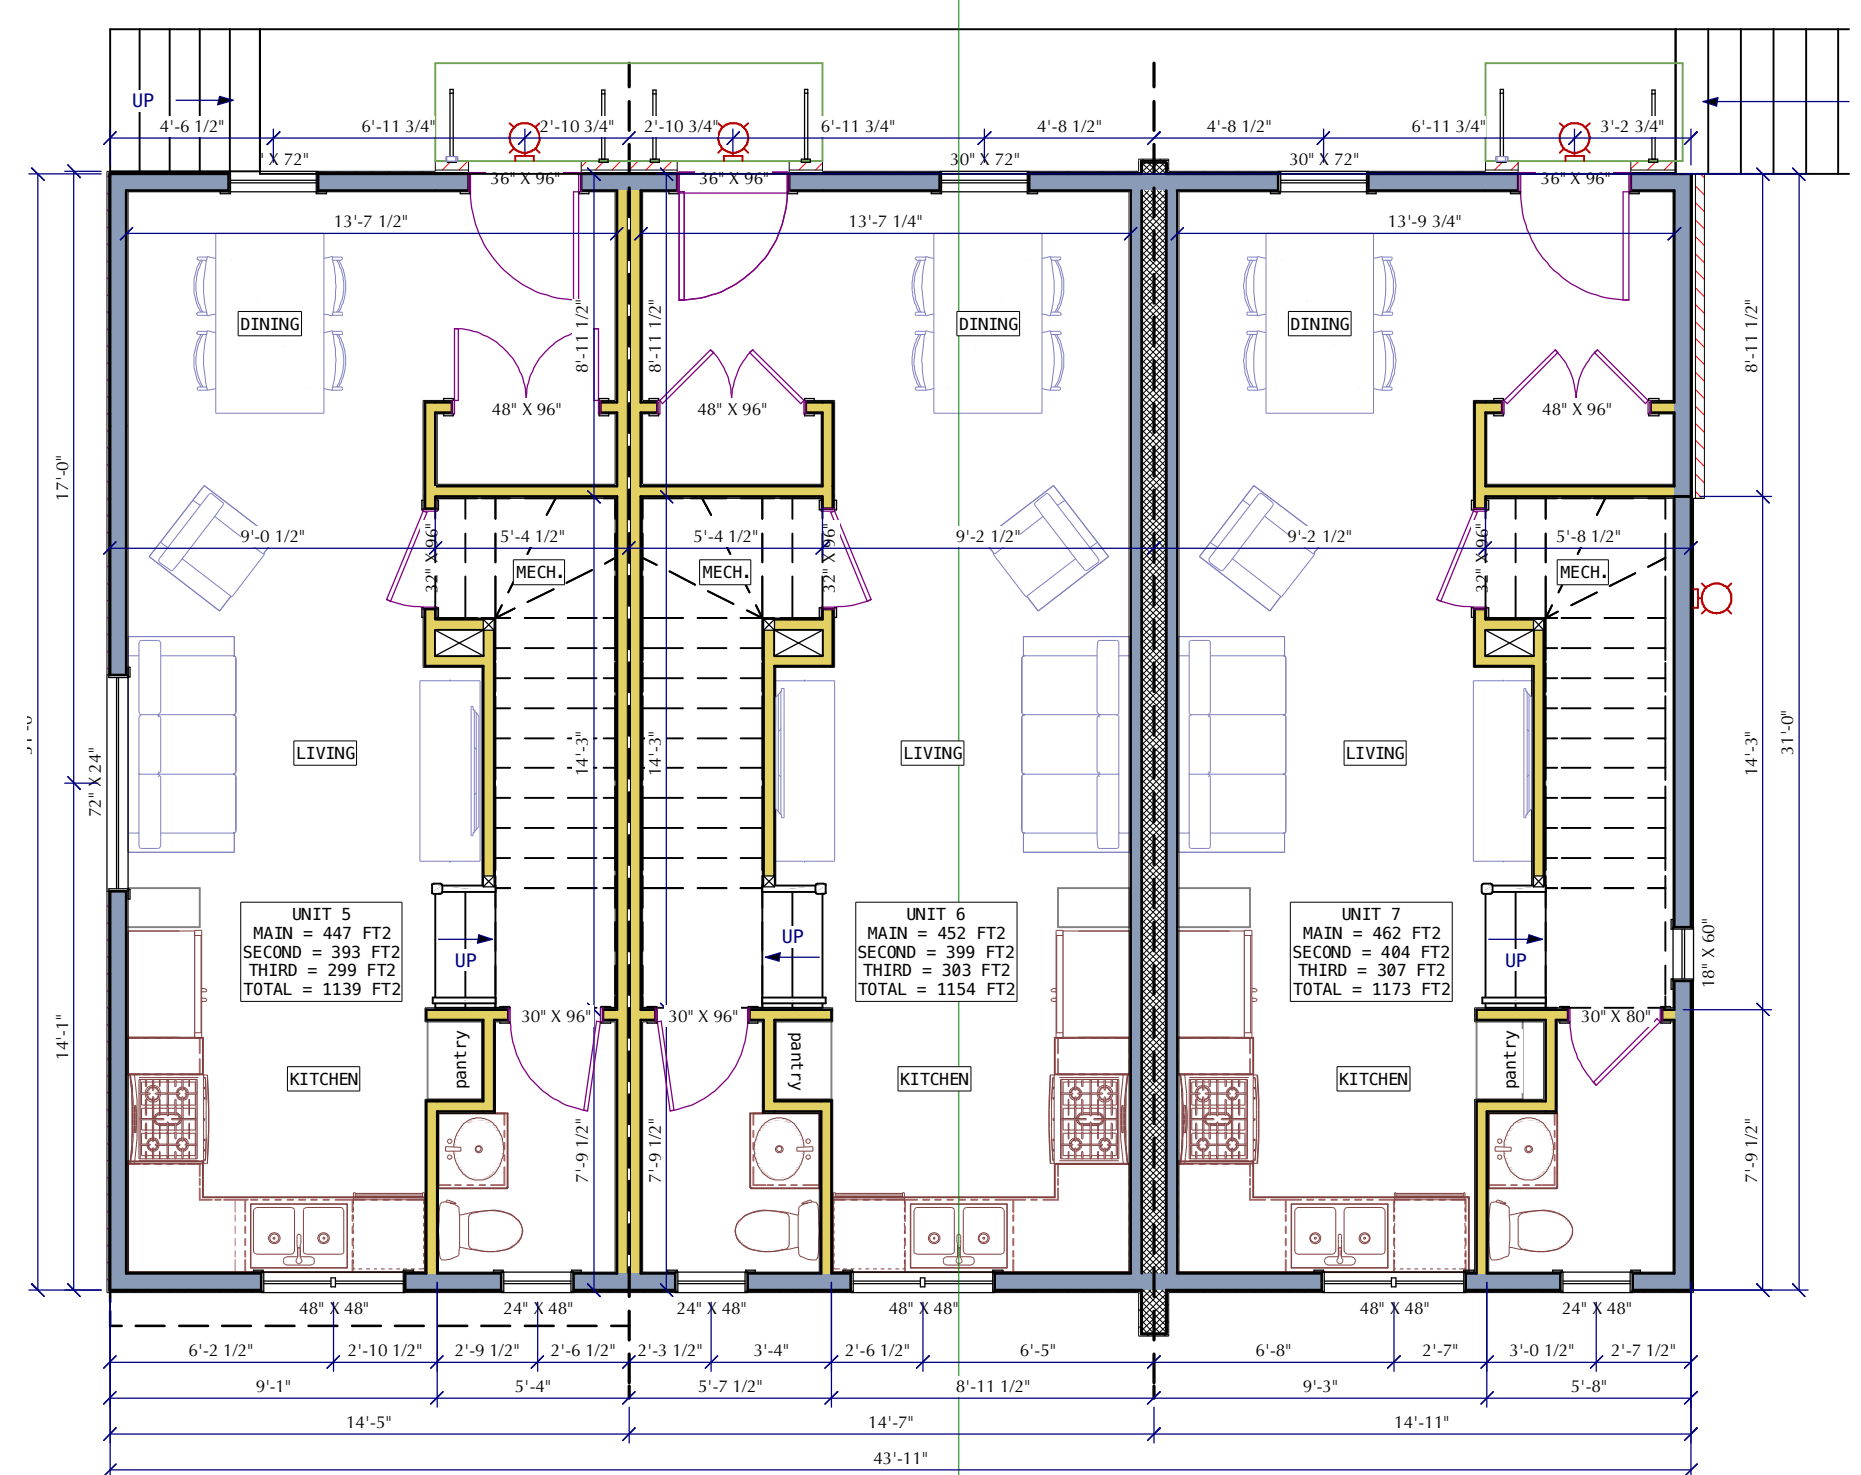 UP
4'-6 1/2"
6'-11 3/4"
2'-10 3/4"
2'-10 3/4"
6'-11 3/4"
4'-8 1/2"
4'-8 1/2"
6'-11 3/4"
3'-2 3/4"
" X 72"
30" X 72"
30" X 72"
36" X 96"
36" X 96"
36" X 96"
13'-7 1/2"
13'-7 1/4"
13'-9 3/4"
DINING
DINING
DINING
8'-11 1/2"
8'-11 1/2"
8'-11 1/2"
48" X 96"
48" X 96"
48" X 96"
17'-0"
9'-0 1/2"
5'-4 1/2"
5'-4 1/2"
9'-2 1/2"
9'-2 1/2"
5'-8 1/2"
32" X 96"
32" X 96"
32" X 96"
MECH.
MECH.
MECH.
72" X 24"
LIVING
LIVING
LIVING
14'-3"
14'-3"
14'-3"
31'-0"
UNIT 5
MAIN = 447 FT2
SECOND = 393 FT2
THIRD = 299 FT2
TOTAL = 1139 FT2
UP
UP
UNIT 6
MAIN = 452 FT2
SECOND = 399 FT2
THIRD = 303 FT2
TOTAL = 1154 FT2
UNIT 7
MAIN = 462 FT2
SECOND = 404 FT2
THIRD = 307 FT2
TOTAL = 1173 FT2
UP
18" X 60"
30" X 96"
30" X 96"
30" X 80"
14'-1"
KITCHEN
pantry
pantry
KITCHEN
KITCHEN
pantry
7'-9 1/2"
7'-9 1/2"
7'-9 1/2"
48" X 48"
24" X 48"
24" X 48"
48" X 48"
48" X 48"
24" X 48"
6'-2 1/2"
2'-10 1/2"
2'-9 1/2"
2'-6 1/2"
2'-3 1/2"
3'-4"
2'-6 1/2"
6'-5"
6'-8"
2'-7"
3'-0 1/2"
2'-7 1/2"
9'-1"
5'-4"
5'-7 1/2"
8'-11 1/2"
9'-3"
5'-8"
14'-5"
14'-7"
14'-11"
43'-11"